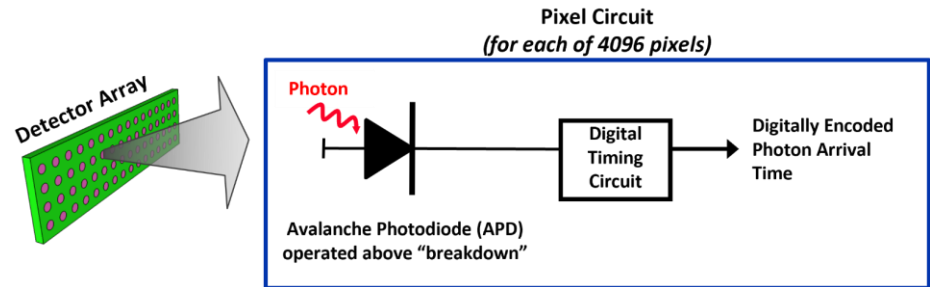 Pixel Circuit
(for each of 4096 pixels)
Detector Array
Photon
Digital
Timing
Circuit
Digitally Encoded
Photon Arrival
Time
Avalanche Photodiode (APD)
operated above “breakdown”